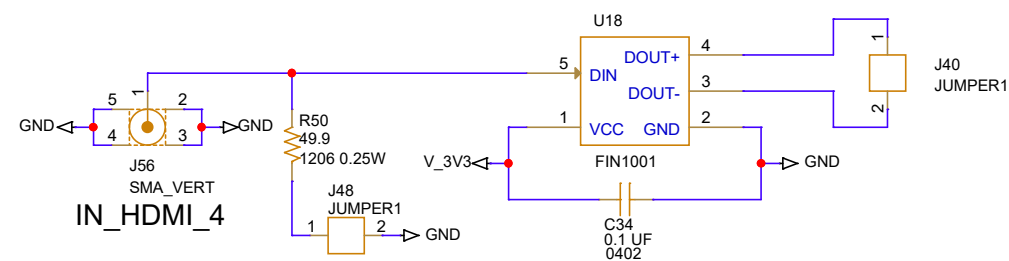 U18
5
DIN
DOUT+
4
DOUT-
3
1
VCC
GND
2
FIN1001
1
2
J40
JUMPER1
1
5
2
4
3
GND
GND
J56
SMA_VERT
IN_HDMI_4
R50
49.9
1206 0.25W
J48
JUMPER1
1
2
GND
V_3V3
GND
C34
0.1 UF
0402